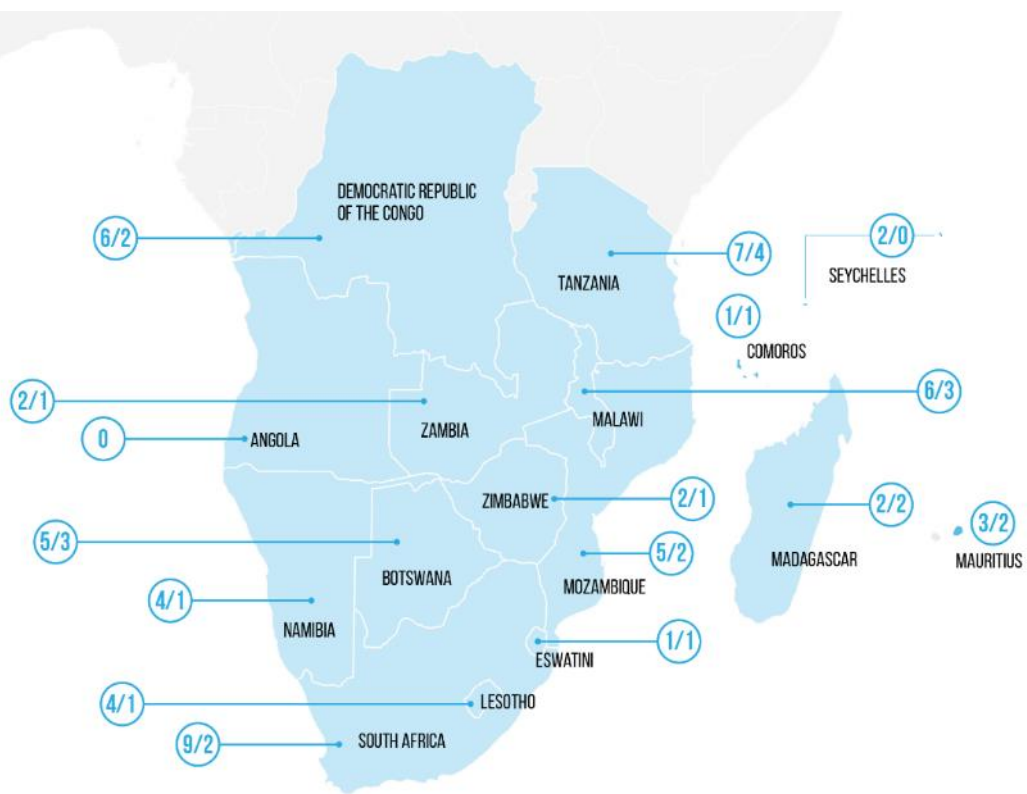 DEMOCRATIC REPUBLIC
OF THE CONGO
6/2
2/0
7/4
SEYCHELLES
TANZANIA
1/1
COMOROS
2/1
6/3
MALAWI
ZAMBIA
0
ANGOLA
ZIMBABWE
2/1
2/2
3/2
5/3
5/2
MADAGASCAR
MAURITIUS
BOTSWANA
MOZAMBIQUE
4/1
NAMIBIA
1/1
ESWATINI
4/1
LESOTHO
9/2
SOUTH AFRICA